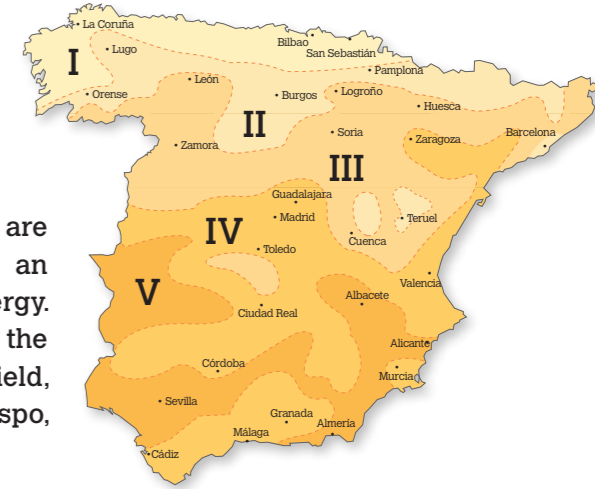 La Coruña
Lugo
I
Orense
León
Bilbao
San Sebastián
Pamplona
Burgos
Logroño
Huesca
II
Soria
Zaragoza
Barcelona
Zamora
III
Guadalajara
Madrid
IV
Toledo
Teruel
Cuenca
V
Valencia
Albacete
Ciudad Real
Alicante
Córdoba
Murcia
Sevilla
Granada
Almería
Málaga
Cádiz
are
an
ergy.
the
ield,
spo,